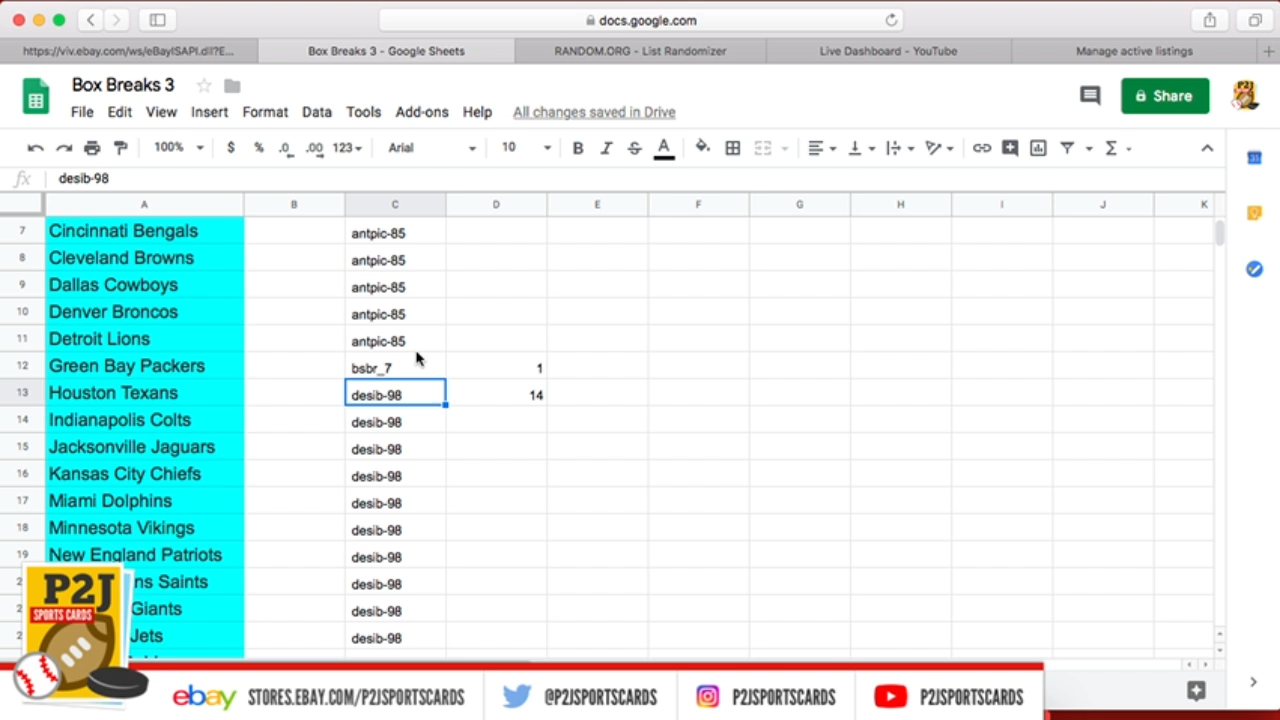 docs.google.com
https://viv.ebay.com/ws/eBayISAPI.dll?E...
Box Breaks 3 - Google Sheets
RANDOM.ORG - List Randomizer
Live Dashboard - YouTube
Manage active listings
Box Breaks 3
File Edit View Insert Format Data Tools Add-ons Help All changes saved in Drive
Share
100% $ % .0 .00 123 Arial 10 B I S A Σ
fx desib-98
A B C D E F G H I J K
7 Cincinnati Bengals antpic-85
8 Cleveland Browns antpic-85
9 Dallas Cowboys antpic-85
10 Denver Broncos antpic-85
11 Detroit Lions antpic-85
12 Green Bay Packers bsbr_7 1
13 Houston Texans desib-98 14
14 Indianapolis Colts desib-98
15 Jacksonville Jaguars desib-98
16 Kansas City Chiefs desib-98
17 Miami Dolphins desib-98
18 Minnesota Vikings desib-98
19 New England Patriots desib-98
ns Saints desib-98
Giants desib-98
Jets desib-98
P2J
SPORTS CARDS
ebay STORES.EBAY.COM/P2JSPORTSCARDS @P2JSPORTSCARDS P2JSPORTSCARDS P2JSPORTSCARDS